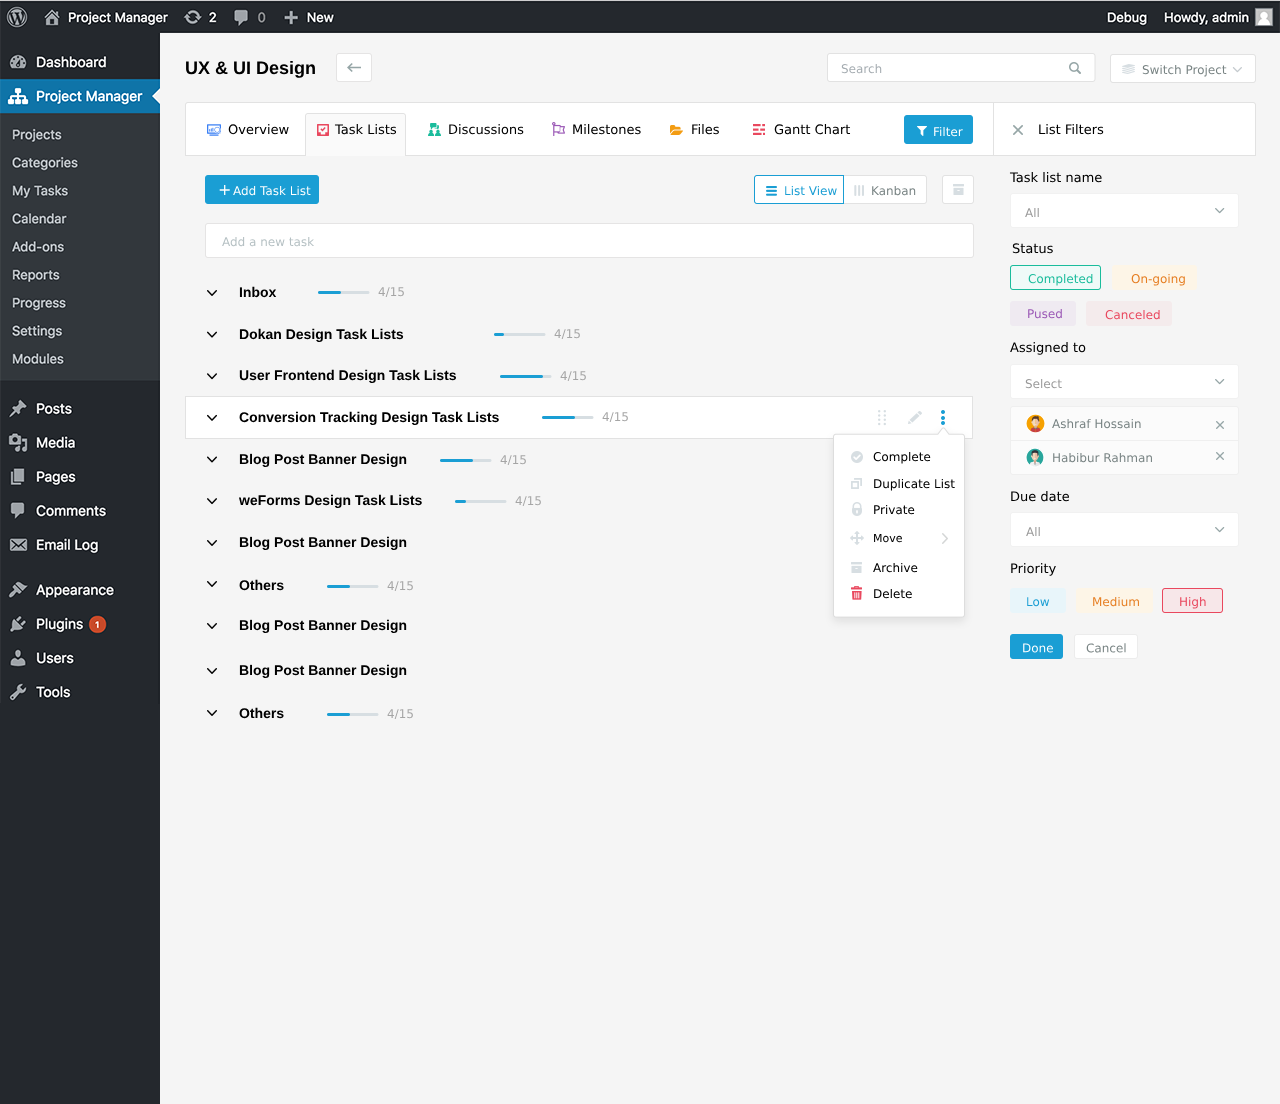 Project Manager 2 0 New Debug Howdy, admin
Dashboard
Project Manager
Projects
Categories
My Tasks
Calendar
Add-ons
Reports
Progress
Settings
Modules
Posts
Media
Pages
Comments
Email Log
Appearance
Plugins 1
Users
Tools
UX & UI Design
Search
Switch Project
Overview Task Lists Discussions Milestones Files Gantt Chart Filter
Add Task List
List View Kanban
Add a new task
Inbox 4/15
Dokan Design Task Lists 4/15
User Frontend Design Task Lists 4/15
Conversion Tracking Design Task Lists 4/15
Blog Post Banner Design 4/15
weForms Design Task Lists 4/15
Blog Post Banner Design
Others 4/15
Blog Post Banner Design
Blog Post Banner Design
Others 4/15
Complete
Duplicate List
Private
Move
Archive
Delete
List Filters
Task list name
All
Status
Completed On-going
Pused Canceled
Assigned to
Select
Ashraf Hossain
Habibur Rahman
Due date
All
Priority
Low Medium High
Done Cancel